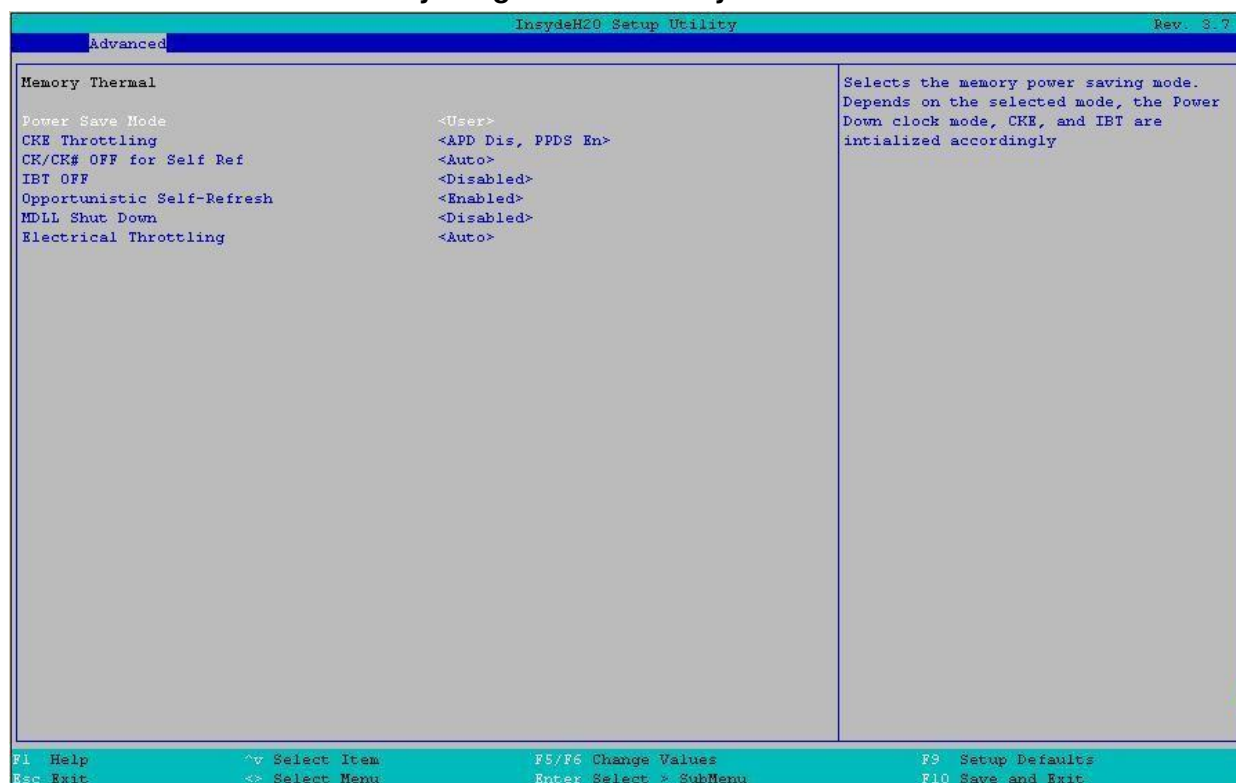 InsydeH20 Setup Utility Rev. 3.7
Advanced
Memory Thermal
Power Save Mode <User>
CKE Throttling <APD Dis, PPDS En>
CK/CK# OFF for Self Ref <Auto>
IBT OFF <Disabled>
Opportunistic Self-Refresh <Enabled>
MDLL Shut Down <Disabled>
Electrical Throttling <Auto>
Selects the memory power saving mode.
Depends on the selected mode, the Power
Down clock mode, CKE, and IBT are
intialized accordingly
F1 Help ^v Select Item F5/F6 Change Values F9 Setup Defaults
Esc Exit <> Select Menu Enter Select > SubMenu F10 Save and Exit